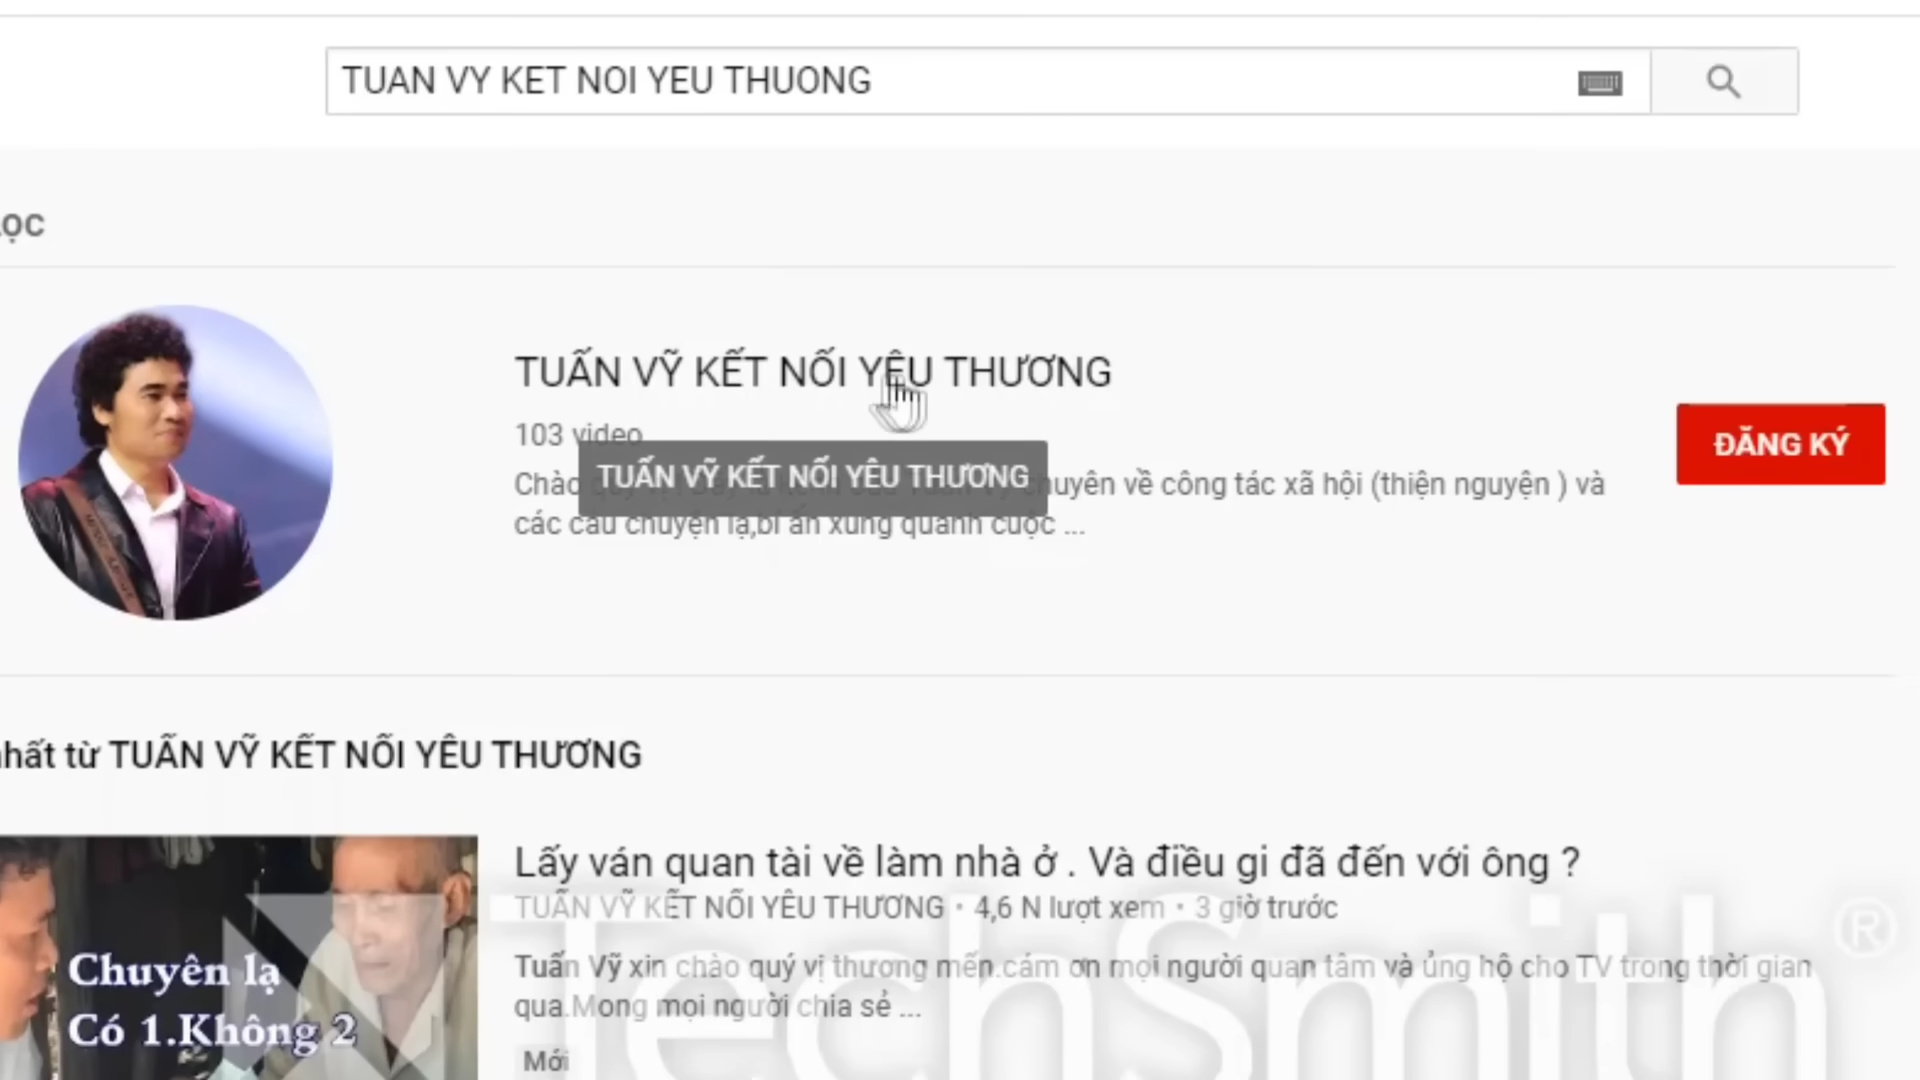 TUAN VY KET NOI YEU THUONG
ọc
TUẤN VỸ KẾT NỐI YÊU THƯƠNG
103 video
TUẤN VỸ KẾT NỐI YÊU THƯƠNG
ĐĂNG KÝ
Chào huyên về công tác xã hội (thiện nguyện ) và
các câu chuyện lạ,bí ẩn xung quanh cuộc ...
nhất từ TUẤN VỸ KẾT NỐI YÊU THƯƠNG
Lấy ván quan tài về làm nhà ở . Và điều gi đã đến với ông ?
TUẤN VỸ KẾT NỐI YÊU THƯƠNG • 4,6 N lượt xem • 3 giờ trước
Tuấn Vỹ xin chào quý vị thương mến.cám ơn mọi người quan tâm và ủng hộ cho TV trong thời gian
qua.Mong mọi người chia sẻ ...
Mới
Chuyên lạ
Có 1.Không 2
TechSmith®